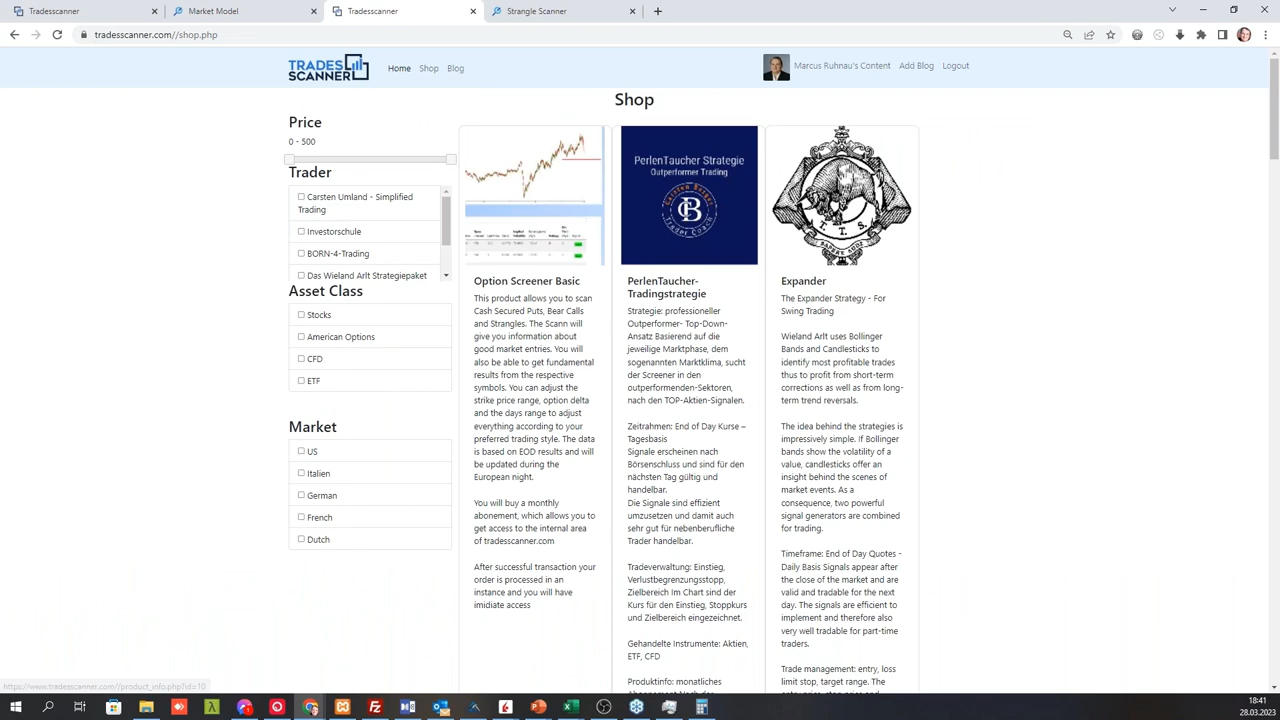 Tradesscanner
Market Model
Tradesscanner
Strangle Scanner
tradesscanner.com//shop.php
TRADES
SCANNER
Home
Shop
Blog
Marcus Ruhnau's Content
Add Blog
Logout
Shop
Price
0 - 500
Trader
Carsten Umland - Simplified
Trading
Investorschule
BORN-4-Trading
Das Wieland Arlt Strategiepaket
Asset Class
Stocks
American Options
CFD
ETF
Market
US
Italien
German
French
Dutch
Option Screener Basic
This product allows you to scan
Cash Secured Puts, Bear Calls
and Strangles. The Scann will
give you information about
good market entries. You will
also be able to get fundamental
results from the respective
symbols. You can adjust the
strike price range, option delta
and the days range to adjust
everything according to your
preferred trading style. The data
is based on EOD results and will
be updated during the
European night.
You will buy a monthly
abonement, which allows you to
get access to the internal area
of tradesscanner.com
After successful transaction your
order is processed in an
instance and you will have
imidiate access
PerlenTaucher Strategie
Outperformer Trading
Carsten Berger
CB
Trader Coach
PerlenTaucher-
Tradingstrategie
Strategie: professioneller
Outperformer- Top-Down-
Ansatz Basierend auf die
jeweilige Marktphase, dem
sogenannten Marktklima, sucht
der Screener in den
outperformenden-Sektoren,
nach den TOP-Aktien-Signalen.
Zeitrahmen: End of Day Kurse –
Tagesbasis
Signale erscheinen nach
Börsenschluss und sind für den
nächsten Tag gültig und
handelbar.
Die Signale sind effizient
umzusetzen und damit auch
sehr gut für nebenberufliche
Trader handelbar.
Tradeverwaltung: Einstieg,
Verlustbegrenzungsstopp,
Zielbereich Im Chart sind der
Kurs für den Einstieg, Stoppkurs
und Zielbereich eingezeichnet.
Gehandelte Instrumente: Aktien,
ETF, CFD
Produktinfo: monatliches
T. T. S.
Expander
The Expander Strategy - For
Swing Trading
Wieland Arlt uses Bollinger
Bands and Candlesticks to
identify most profitable trades
thus to profit from short-term
corrections as well as from long-
term trend reversals.
The idea behind the strategies is
impressively simple. If Bollinger
bands show the volatility of a
value, candlesticks offer an
insight behind the scenes of
market events. As a
consequence, two powerful
signal generators are combined
for trading.
Timeframe: End of Day Quotes -
Daily Basis Signals appear after
the close of the market and are
valid and tradable for the next
day. The signals are efficient to
implement and therefore also
very well tradable for part-time
traders.
Trade management: entry, loss
limit stop, target range. The
https://www.tradesscanner.com//product_info.php?id=10
18:41
28.03.2023